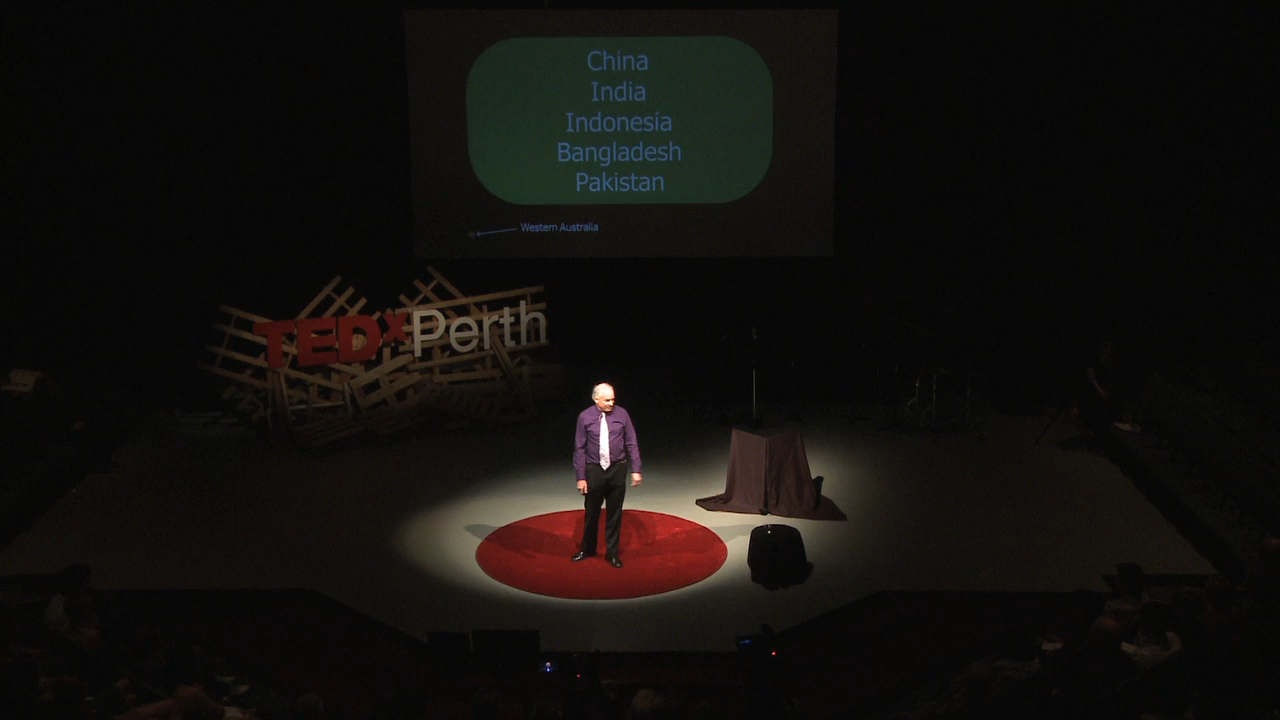 China
India
Indonesia
Bangladesh
Pakistan
Western Australia
TEDxPerth